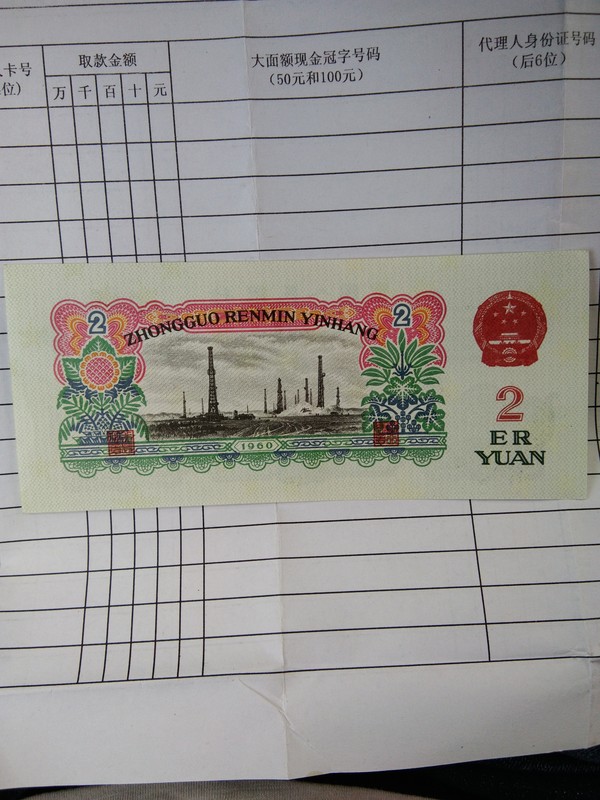 卡号
位)
取款金额
万 千 百 十 元
大面额现金冠字号码
(50元和100元)
代理人身份证号码
(后6位)
2
ZHONGGUO RENMIN YINHANG
2
2
ER
YUAN
1960